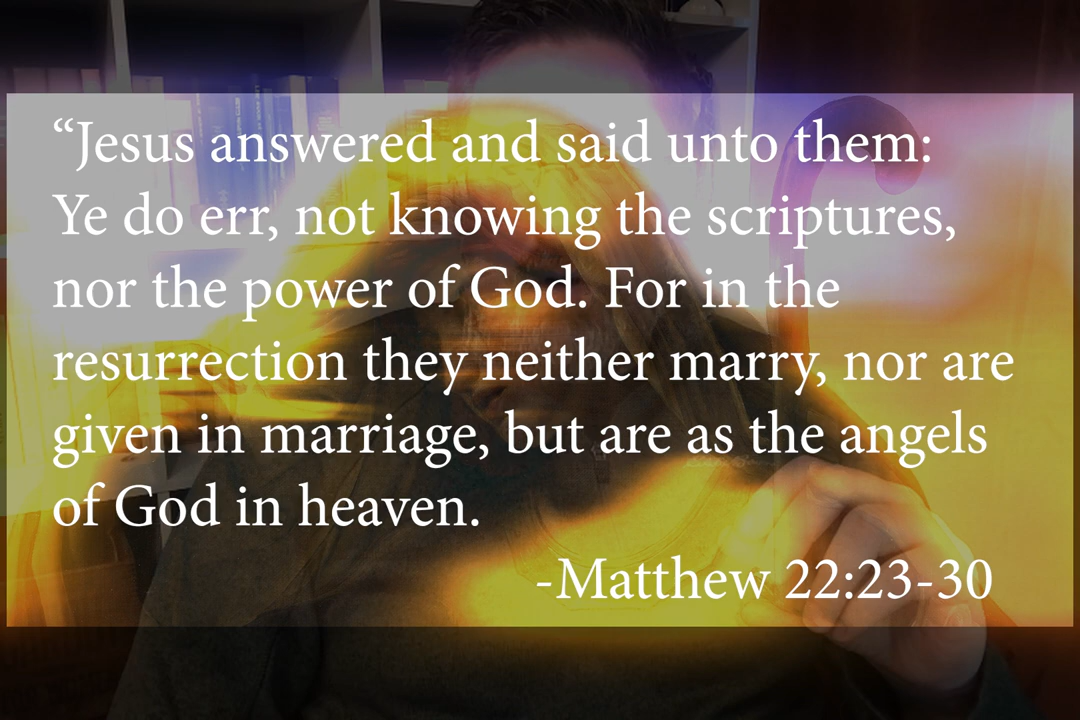 “Jesus answered and said unto them:
Ye do err, not knowing the scriptures,
nor the power of God. For in the
resurrection they neither marry, nor are
given in marriage, but are as the angels
of God in heaven.
-Matthew 22:23-30